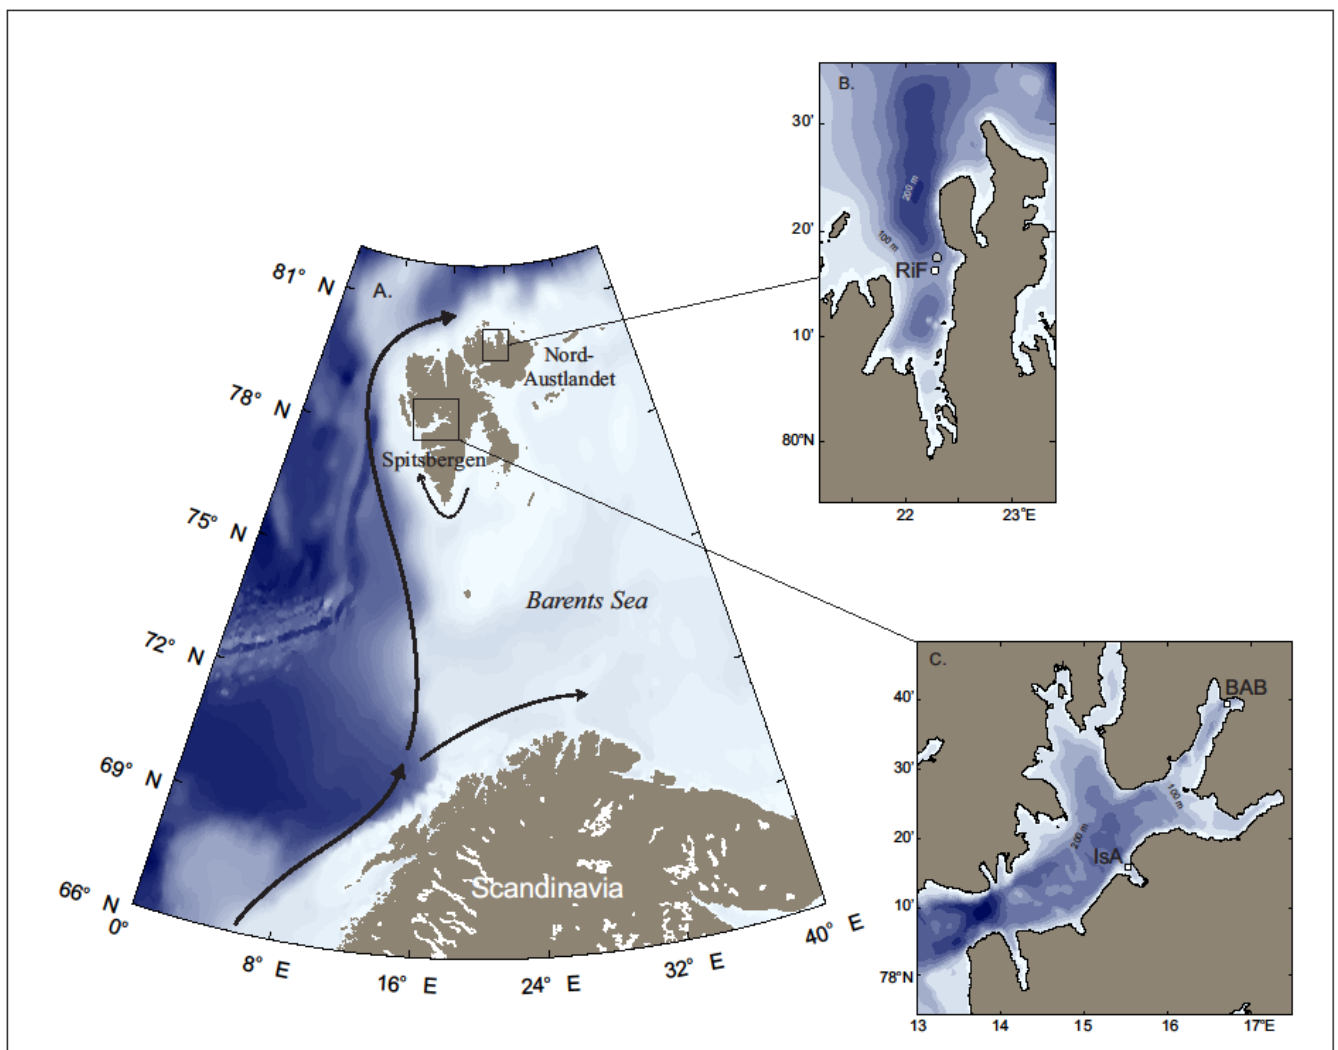 A.
81° N
78° N
75° N
72° N
69° N
66° N
0°
8° E
16° E
24° E
32° E
40° E
Nord-
Austlandet
Spitsbergen
Barents Sea
Scandinavia
B.
30'
20'
10'
80°N
22
23°E
200 m
100 m
RiF
C.
40'
30'
20'
10'
78°N
13
14
15
16
17°E
BAB
100 m
200 m
IsA